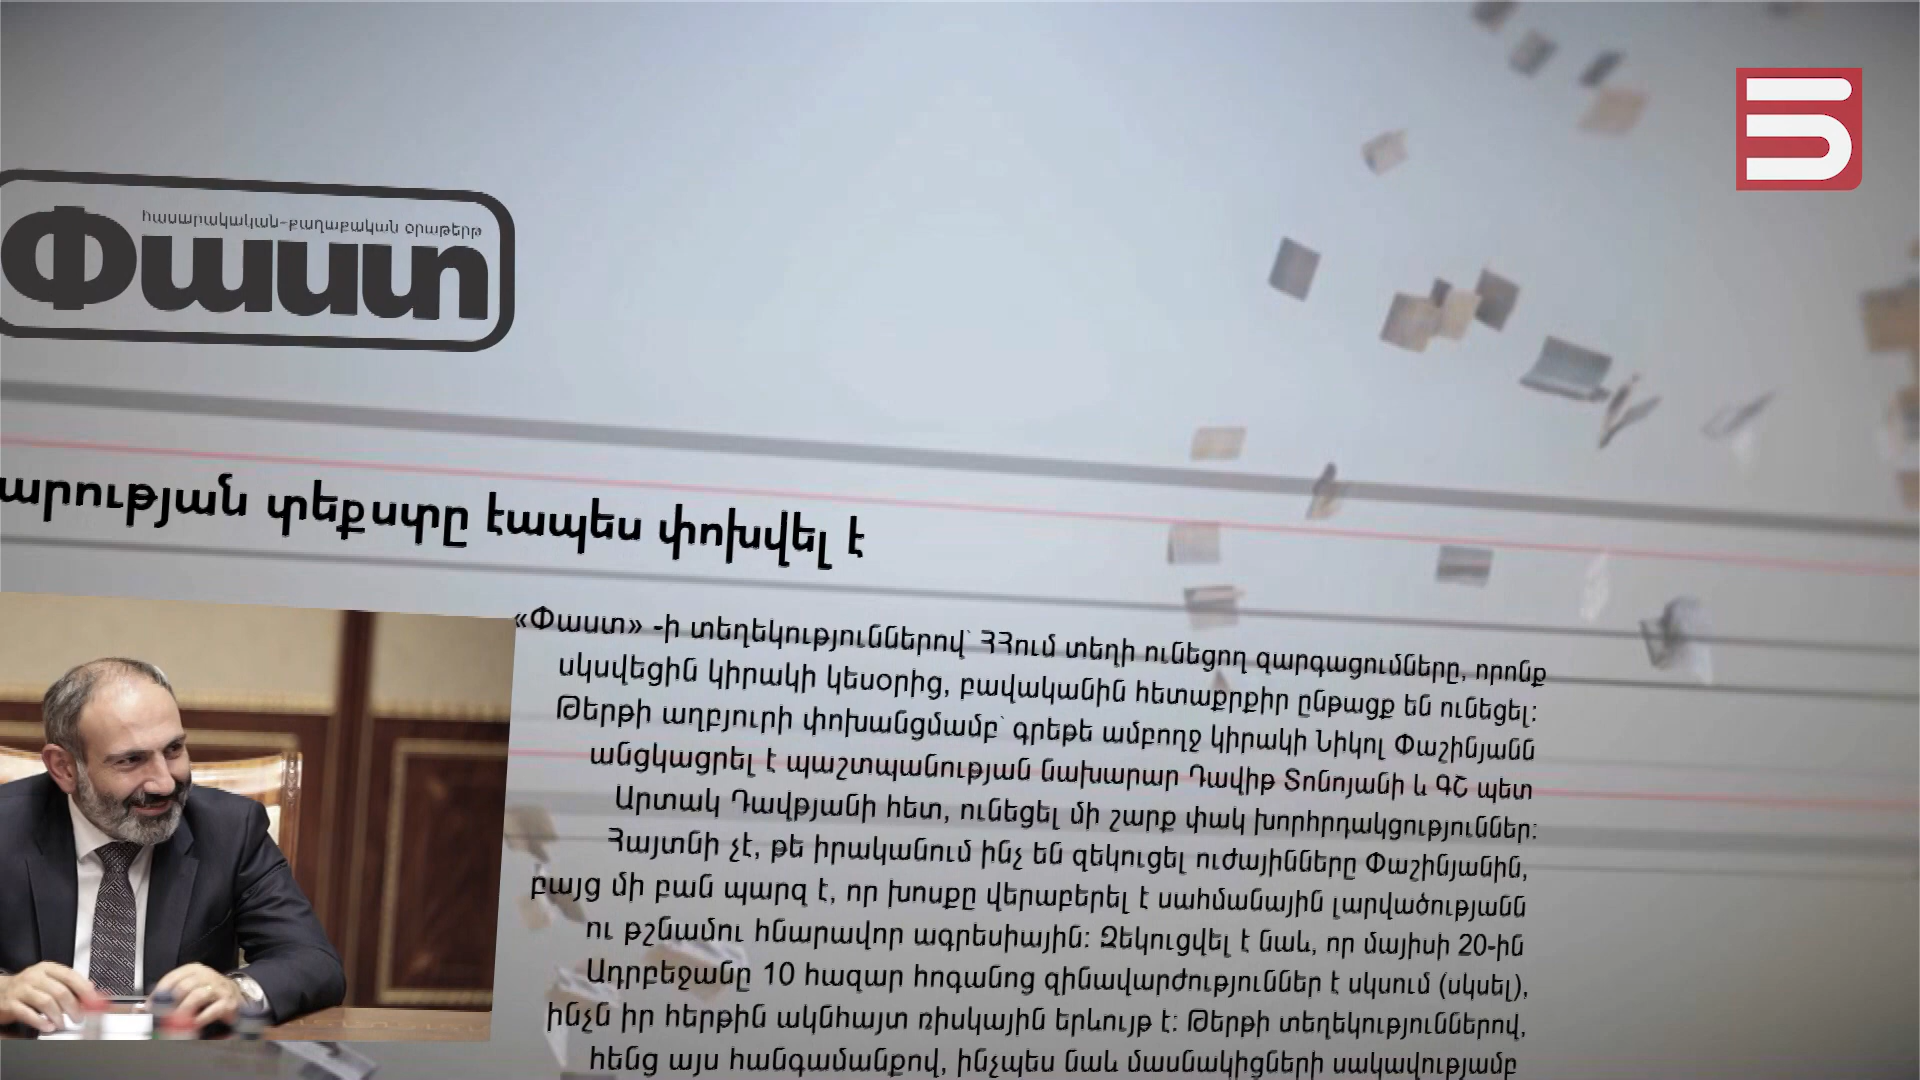 հասարակական-քաղաքական օրաթերթ
Փաստ
արության տեքստը էապես փոխվել է
«Փաստ» -ի տեղեկություններով՝ ՀՀում տեղի ունեցող զարգացումները, որոնք
սկսվեցին կիրակի կեսօրից, բավականին հետաքրքիր ընթացք են ունեցել:
Թերթի աղբյուրի փոխանցմամբ՝ գրեթե ամբողջ կիրակի Նիկոլ Փաշինյանն
անցկացրել է պաշտպանության նախարար Դավիթ Տոնոյանի և ԳՇ պետ
Արտակ Դավթյանի հետ, ունեցել մի շարք փակ խորհրդակցություններ:
Հայտնի չէ, թե իրականում ինչ են զեկուցել ուժայինները Փաշինյանին,
բայց մի բան պարզ է, որ խոսքը վերաբերել է սահմանային լարվածությանն
ու թշնամու հնարավոր ագրեսիային: Զեկուցվել է նաև, որ մայիսի 20-ին
Ադրբեջանը 10 հազար հոգանոց զինավարժություններ է սկսում (սկսել),
ինչն իր հերթին ակնհայտ ռիսկային երևույթ է: Թերթի տեղեկություններով,
հենց այս հանգամանքով, ինչպես նաև մասնակիցների սակավությամբ